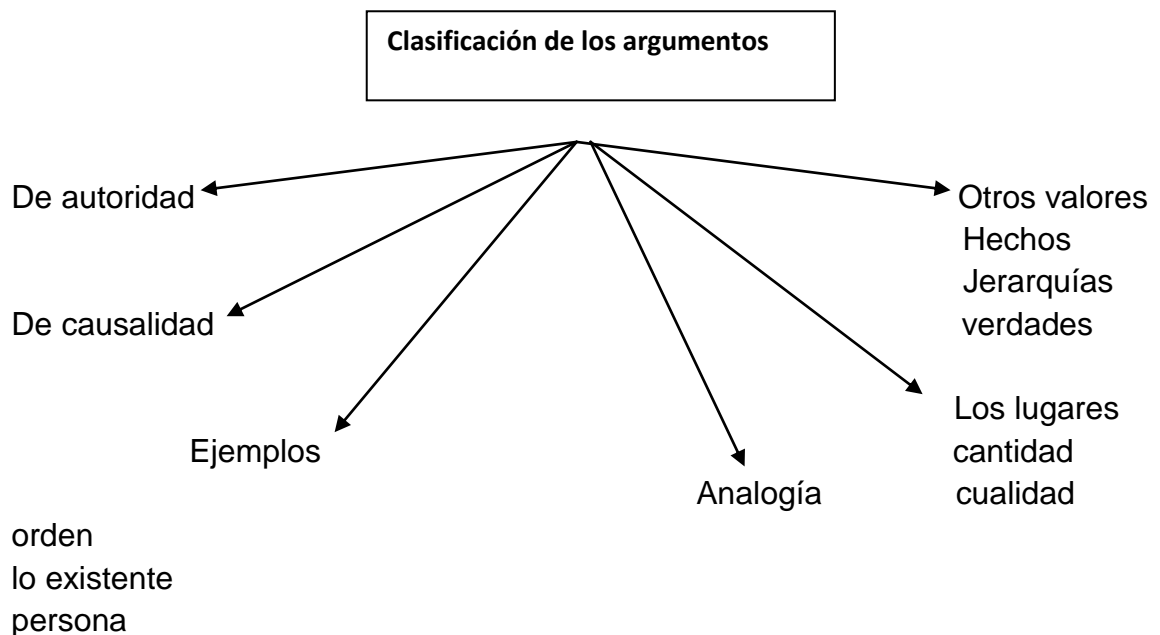 Clasificación de los argumentos
De autoridad
Otros valores
Hechos
Jerarquías
De causalidad
verdades
Los lugares
Ejemplos
cantidad
Analogía
cualidad
orden
lo existente
persona